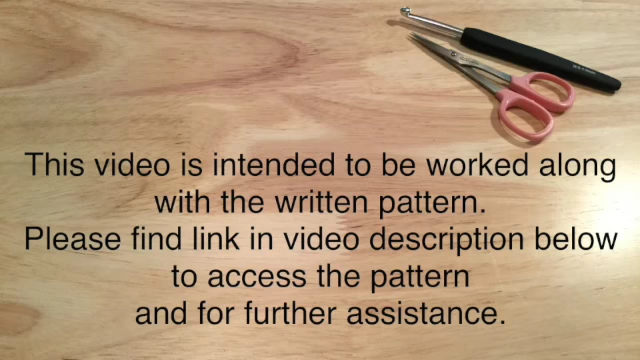 This video is intended to be worked along
with the written pattern.
Please find link in video description below
to access the pattern
and for further assistance.